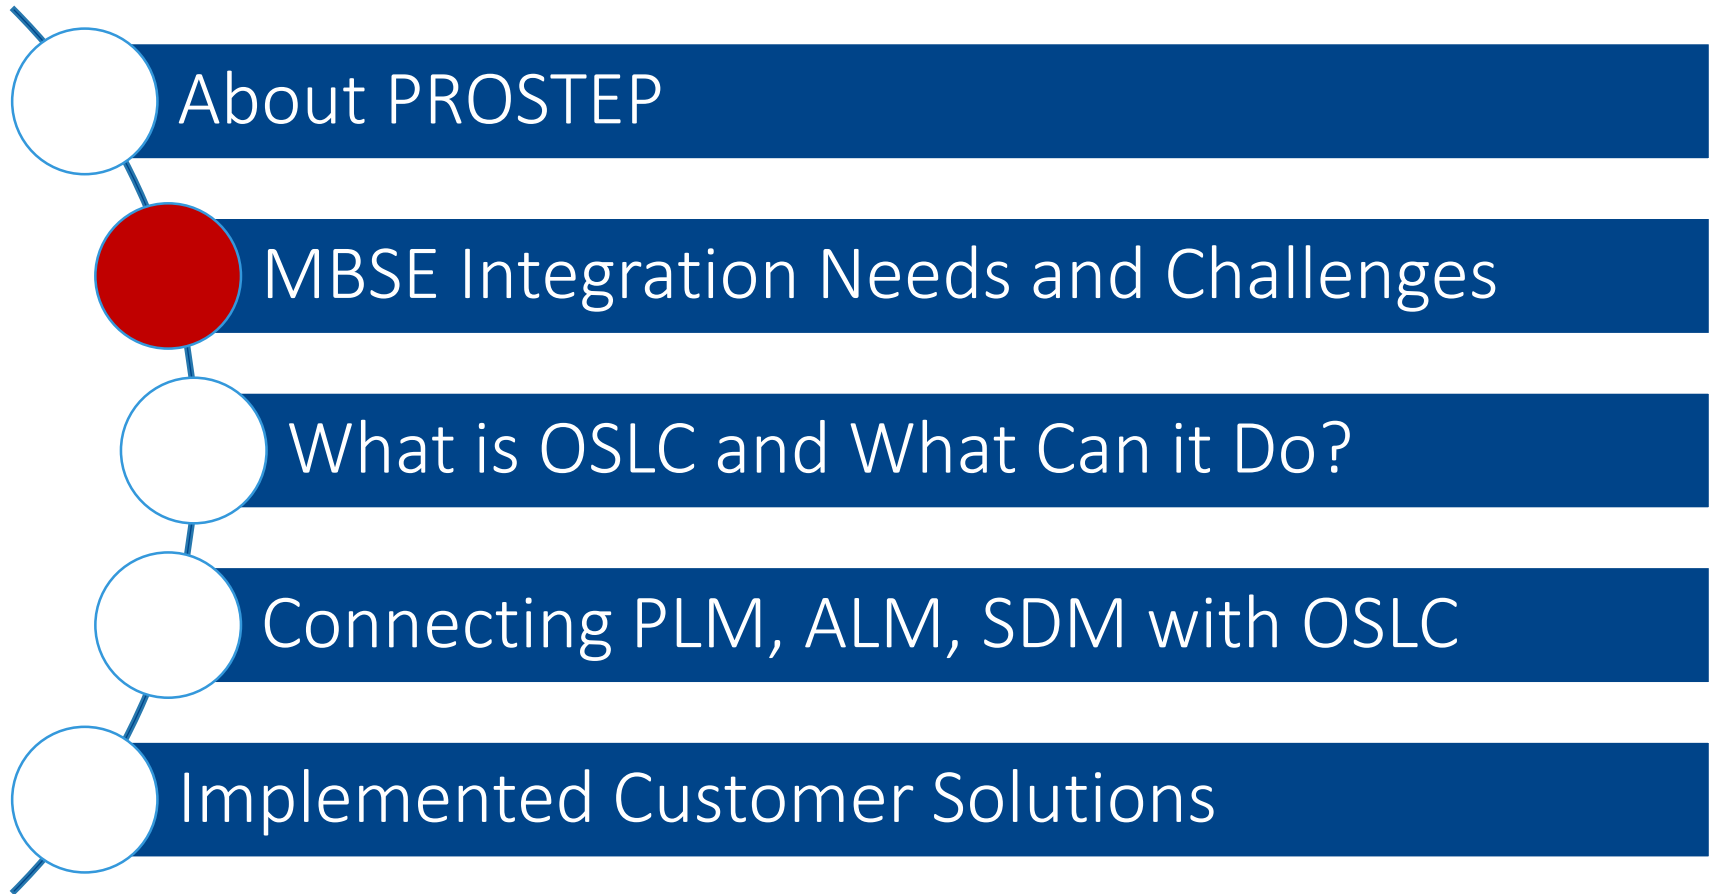 About PROSTEP
MBSE Integration Needs and Challenges
What is OSLC and What Can it Do?
Connecting PLM, ALM, SDM with OSLC
Implemented Customer Solutions